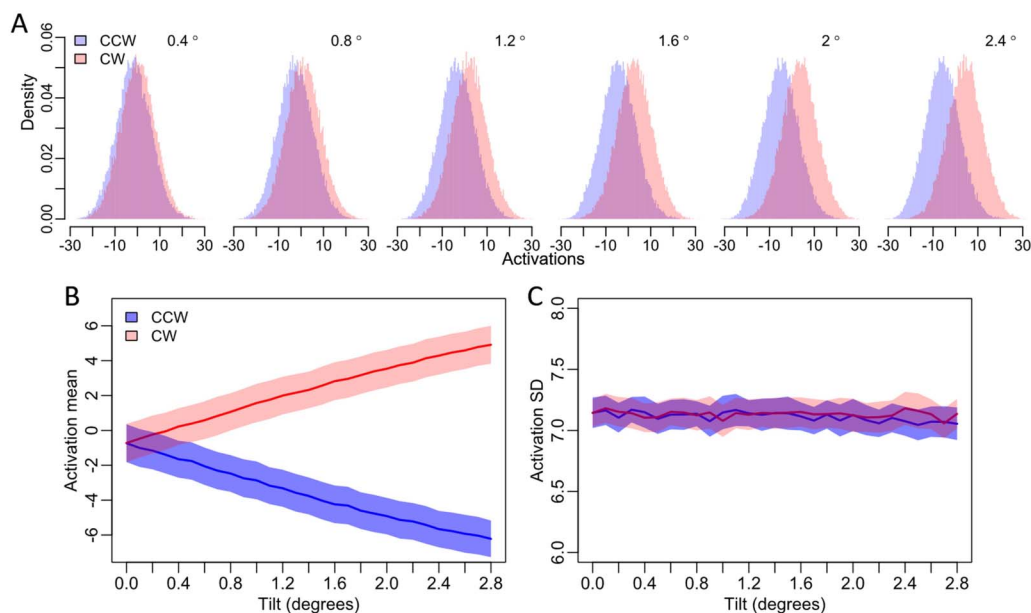 A
CCW
CW
0.4 °
0.8 °
1.2 °
1.6 °
2 °
2.4 °
Density
0.00 0.02 0.04 0.06
-30 -10 10 30
-30 -10 10 30
-30 -10 10 30
-30 -10 10 30
-30 -10 10 30
-30 -10 10 30
Activations
B
CCW
CW
Activation mean
-6 -4 -2 0 2 4 6
0.0 0.4 0.8 1.2 1.6 2.0 2.4 2.8
Tilt (degrees)
C
Activation SD
6.0 6.5 7.0 7.5 8.0
0.0 0.4 0.8 1.2 1.6 2.0 2.4 2.8
Tilt (degrees)